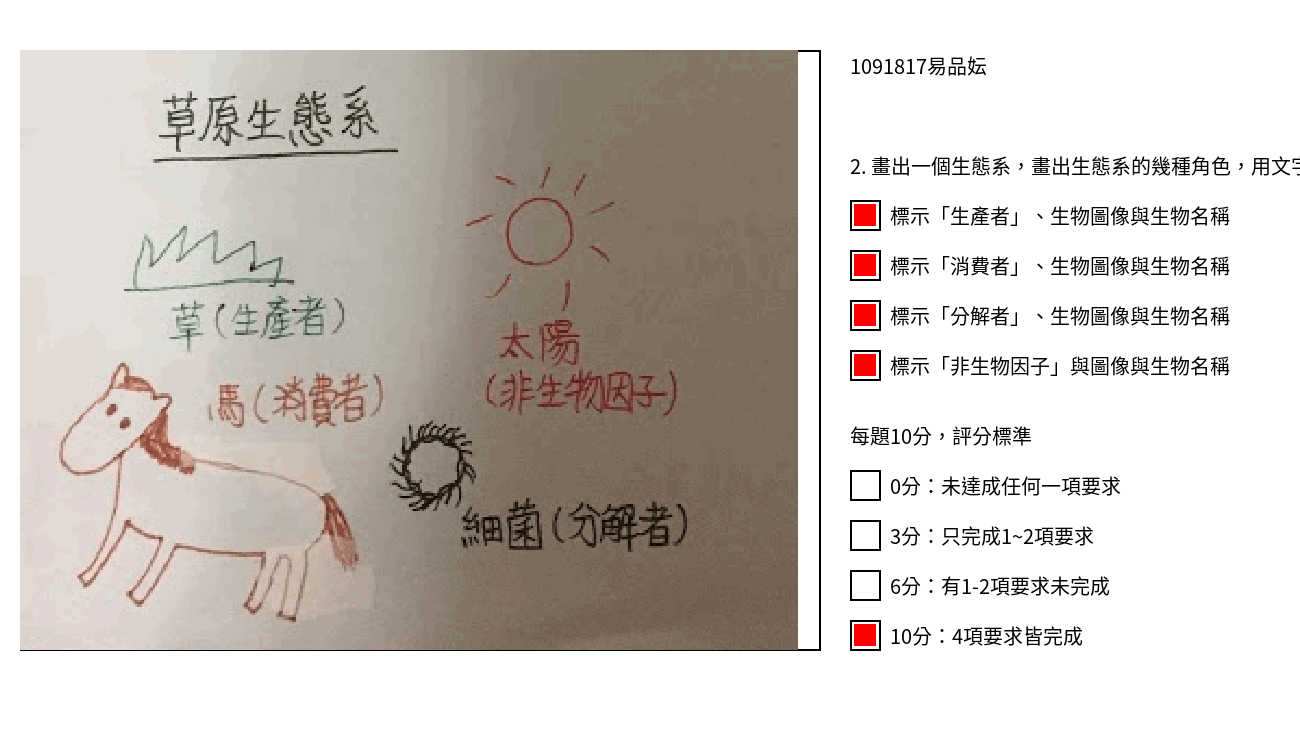 草原生態系
草(生產者)
太陽
(非生物因子)
馬(消費者)
細菌(分解者)
1091817易品妘
2. 畫出一個生態系，畫出生態系的幾種角色，用文字
標示「生產者」、生物圖像與生物名稱
標示「消費者」、生物圖像與生物名稱
標示「分解者」、生物圖像與生物名稱
標示「非生物因子」與圖像與生物名稱
每題10分，評分標準
0分：未達成任何一項要求
3分：只完成1~2項要求
6分：有1-2項要求未完成
10分：4項要求皆完成